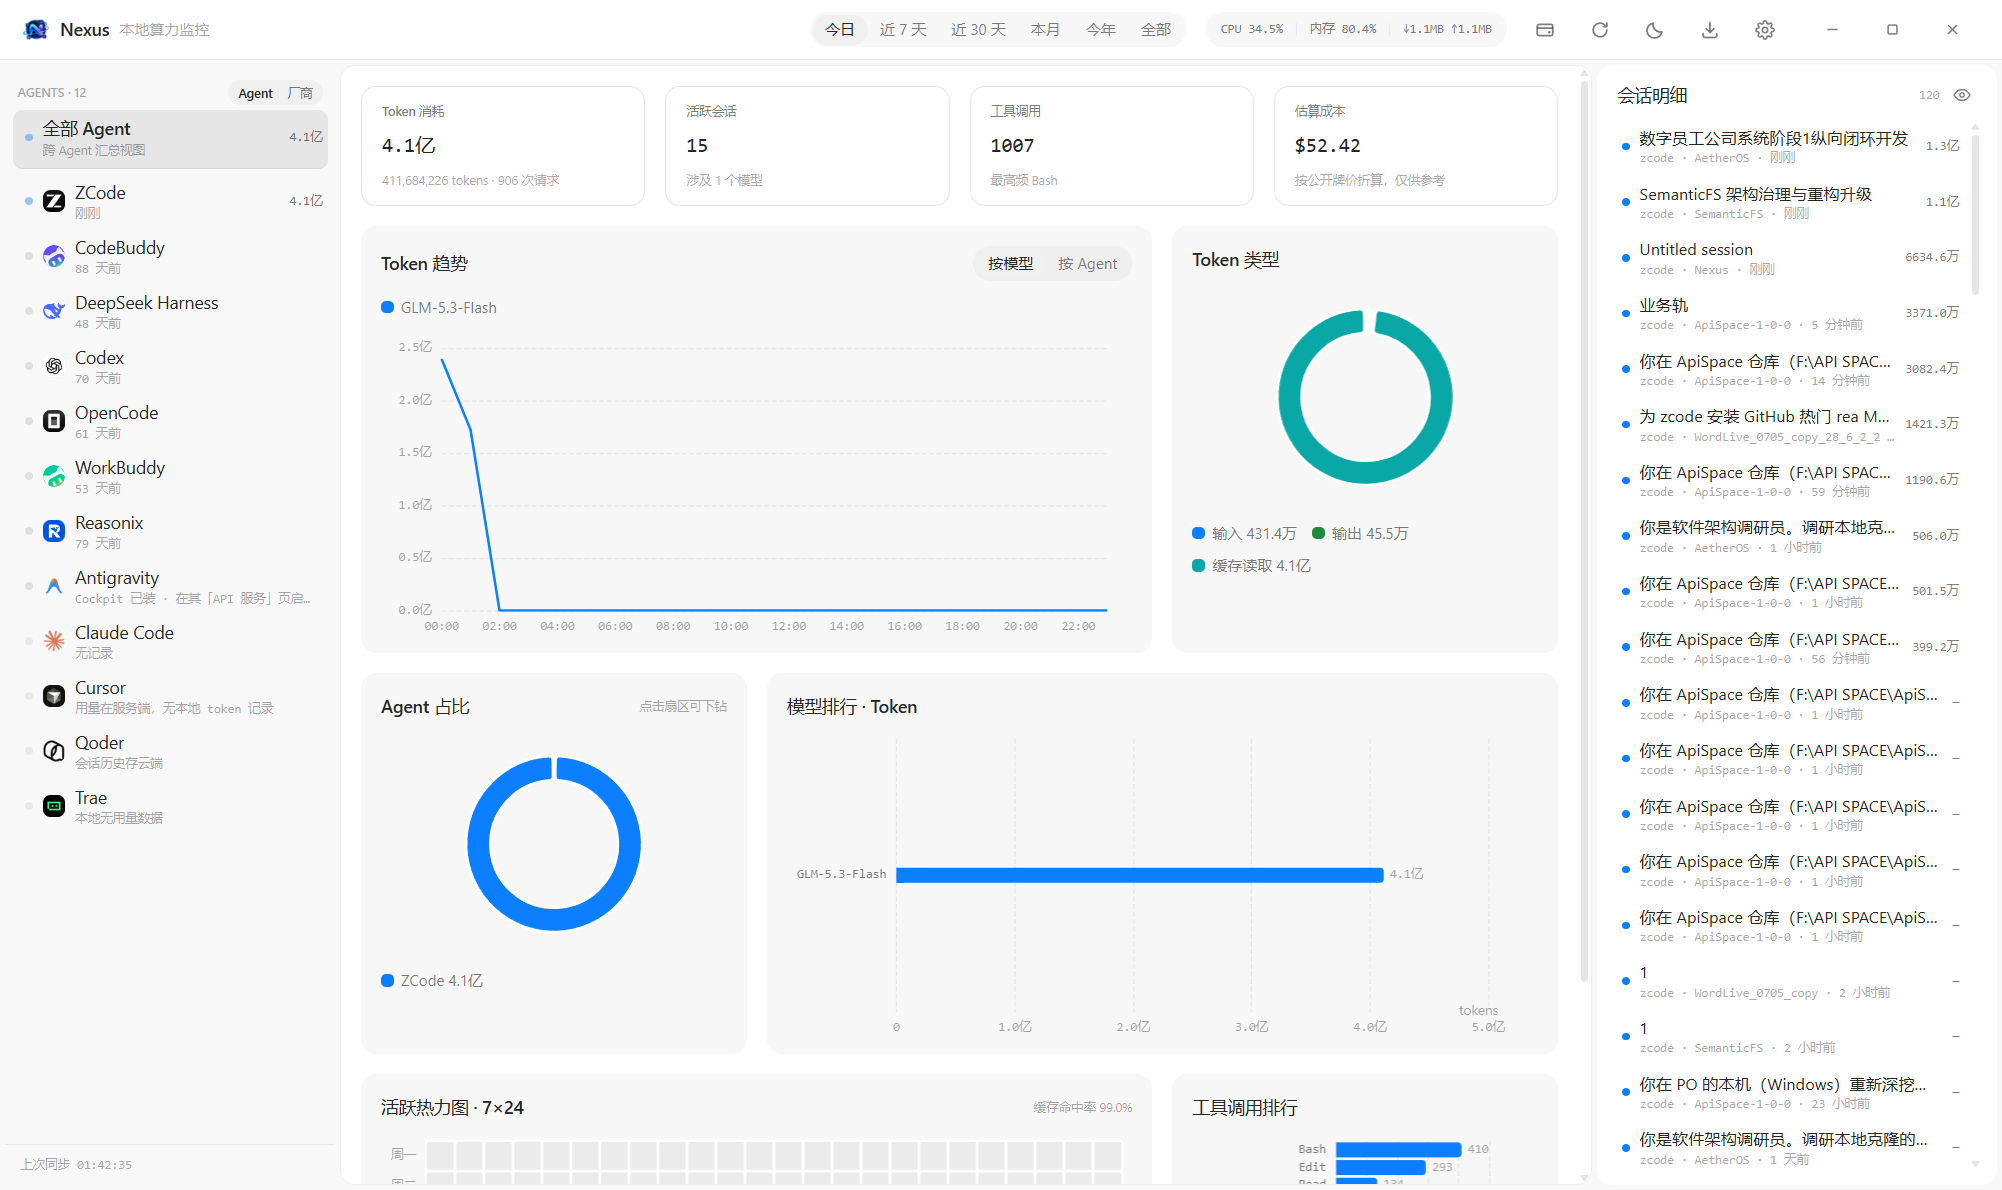 Nexus 本地算力监控
今日 近 7 天 近 30 天 本月 今年 全部
CPU 34.5% 内存 80.4% ↓1.1MB ↑1.1MB
AGENTS · 12
Agent 厂商
全部 Agent
跨 Agent 汇总视图
4.1亿
ZCode
刚刚
4.1亿
CodeBuddy
88 天前
DeepSeek Harness
48 天前
Codex
70 天前
OpenCode
61 天前
WorkBuddy
53 天前
Reasonix
79 天前
Antigravity
Cockpit 已装 · 在其「API 服务」页启…
Claude Code
无记录
Cursor
用量在服务端，无本地 token 记录
Qoder
会话历史存云端
Trae
本地无用量数据
上次同步 01:42:35
Token 消耗
4.1亿
411,684,226 tokens · 906 次请求
活跃会话
15
涉及 1 个模型
工具调用
1007
最高频 Bash
估算成本
$52.42
按公开牌价折算，仅供参考
Token 趋势
按模型 按 Agent
GLM-5.3-Flash
2.5亿
2.0亿
1.5亿
1.0亿
0.5亿
0.0亿
00:00 02:00 04:00 06:00 08:00 10:00 12:00 14:00 16:00 18:00 20:00 22:00
Token 类型
输入 431.4万 输出 45.5万
缓存读取 4.1亿
Agent 占比
点击扇区可下钻
ZCode 4.1亿
模型排行 · Token
GLM-5.3-Flash 4.1亿
tokens
0 1.0亿 2.0亿 3.0亿 4.0亿 5.0亿
活跃热力图 · 7×24
缓存命中率 99.0%
周一
周二
工具调用排行
Bash 410
Edit 293
Read 134
会话明细
120
数字员工公司系统阶段1纵向闭环开发
zcode · AetherOS · 刚刚
1.3亿
SemanticFS 架构治理与重构升级
zcode · SemanticFS · 刚刚
1.1亿
Untitled session
zcode · Nexus · 刚刚
6634.6万
业务轨
zcode · ApiSpace-1-0-0 · 5 分钟前
3371.0万
你在 ApiSpace 仓库（F:\API SPAC…
zcode · ApiSpace-1-0-0 · 14 分钟前
3082.4万
为 zcode 安装 GitHub 热门 rea M…
zcode · WordLive_0705_copy_28_6_2_2 …
1421.3万
你在 ApiSpace 仓库（F:\API SPAC…
zcode · ApiSpace-1-0-0 · 59 分钟前
1190.6万
你是软件架构调研员。调研本地克…
zcode · AetherOS · 1 小时前
506.0万
你在 ApiSpace 仓库（F:\API SPACE…
zcode · ApiSpace-1-0-0 · 1 小时前
501.5万
你在 ApiSpace 仓库（F:\API SPACE…
zcode · ApiSpace-1-0-0 · 56 分钟前
399.2万
你在 ApiSpace 仓库（F:\API SPACE\ApiS…
zcode · ApiSpace-1-0-0 · 1 小时前
–
你在 ApiSpace 仓库（F:\API SPACE\ApiS…
zcode · ApiSpace-1-0-0 · 1 小时前
–
你在 ApiSpace 仓库（F:\API SPACE\ApiS…
zcode · ApiSpace-1-0-0 · 1 小时前
–
你在 ApiSpace 仓库（F:\API SPACE\ApiS…
zcode · ApiSpace-1-0-0 · 1 小时前
–
你在 ApiSpace 仓库（F:\API SPACE\ApiS…
zcode · ApiSpace-1-0-0 · 1 小时前
–
1
zcode · WordLive_0705_copy · 2 小时前
–
1
zcode · SemanticFS · 2 小时前
–
你在 PO 的本机（Windows）重新深挖…
zcode · ApiSpace-1-0-0 · 23 小时前
–
你是软件架构调研员。调研本地克隆的…
zcode · AetherOS · 1 天前
–